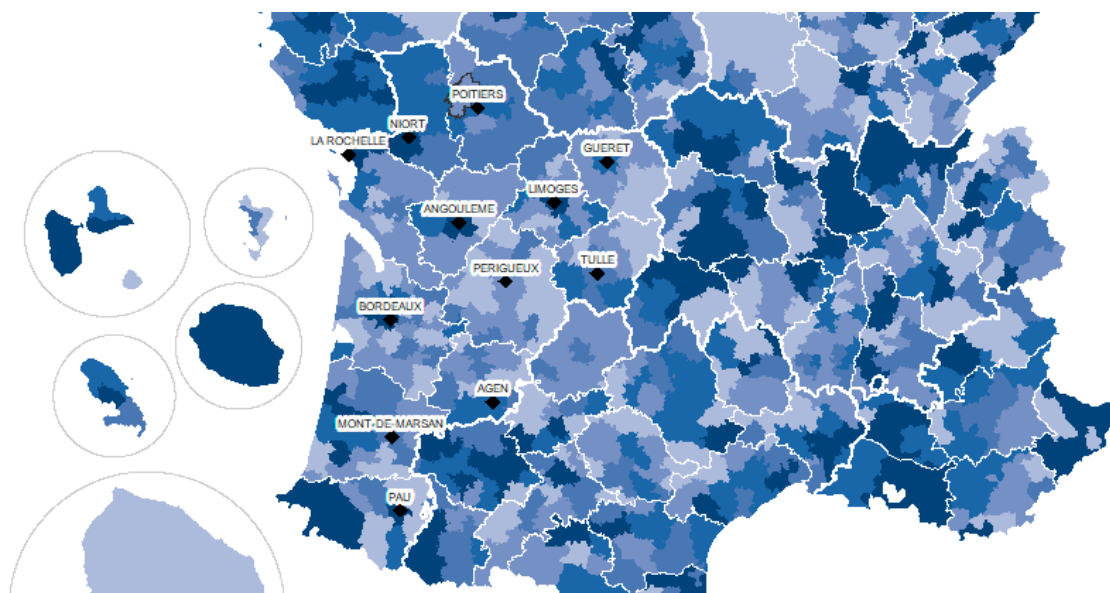 POITIERS
NIORT
LA ROCHELLE
GUERET
LIMOGES
ANGOULEME
TULLE
PERIGUEUX
BORDEAUX
AGEN
MONT-DE-MARSAN
PAU